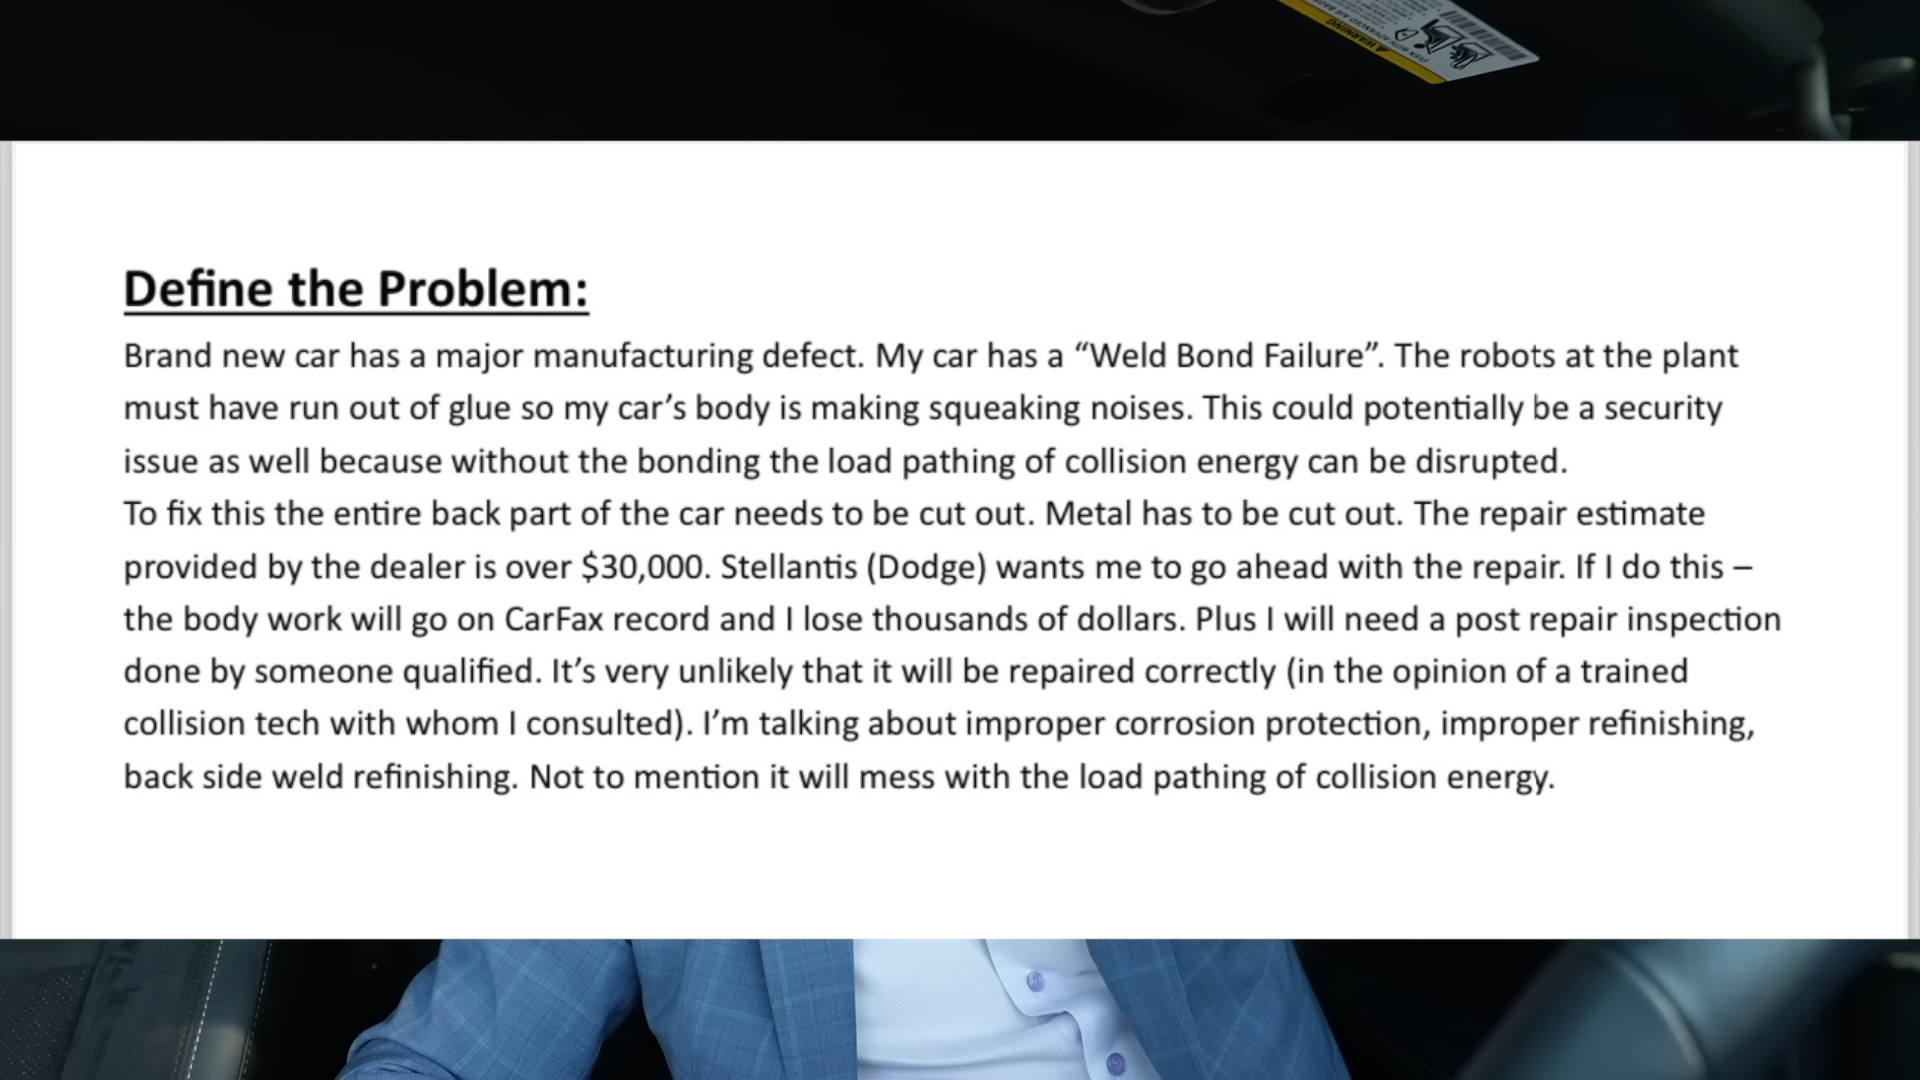 WARNING
Define the Problem:
Brand new car has a major manufacturing defect. My car has a “Weld Bond Failure”. The robots at the plant
must have run out of glue so my car’s body is making squeaking noises. This could potentially be a security
issue as well because without the bonding the load pathing of collision energy can be disrupted.
To fix this the entire back part of the car needs to be cut out. Metal has to be cut out. The repair estimate
provided by the dealer is over $30,000. Stellantis (Dodge) wants me to go ahead with the repair. If I do this –
the body work will go on CarFax record and I lose thousands of dollars. Plus I will need a post repair inspection
done by someone qualified. It’s very unlikely that it will be repaired correctly (in the opinion of a trained
collision tech with whom I consulted). I’m talking about improper corrosion protection, improper refinishing,
back side weld refinishing. Not to mention it will mess with the load pathing of collision energy.